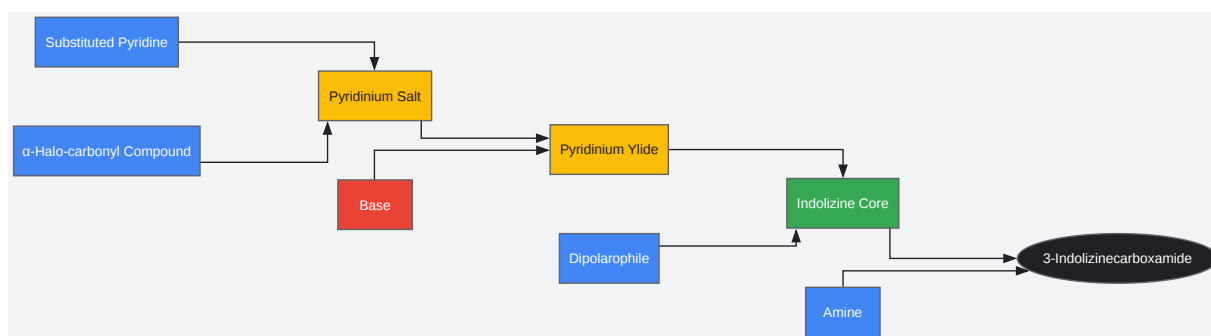 Substituted Pyridine
Pyridinium Salt
α-Halo-carbonyl Compound
Pyridinium Ylide
Base
Indolizine Core
Dipolarophile
3-Indolizinecarboxamide
Amine